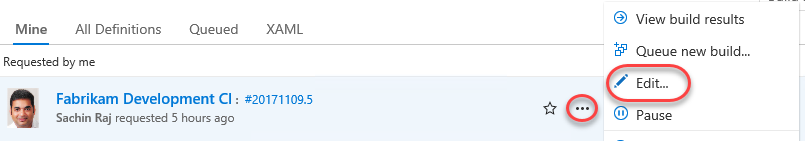 Mine All Definitions Queued XAML
Requested by me
Fabrikam Development CI : #20171109.5
Sachin Raj requested 5 hours ago
View build results
Queue new build...
Edit...
Pause